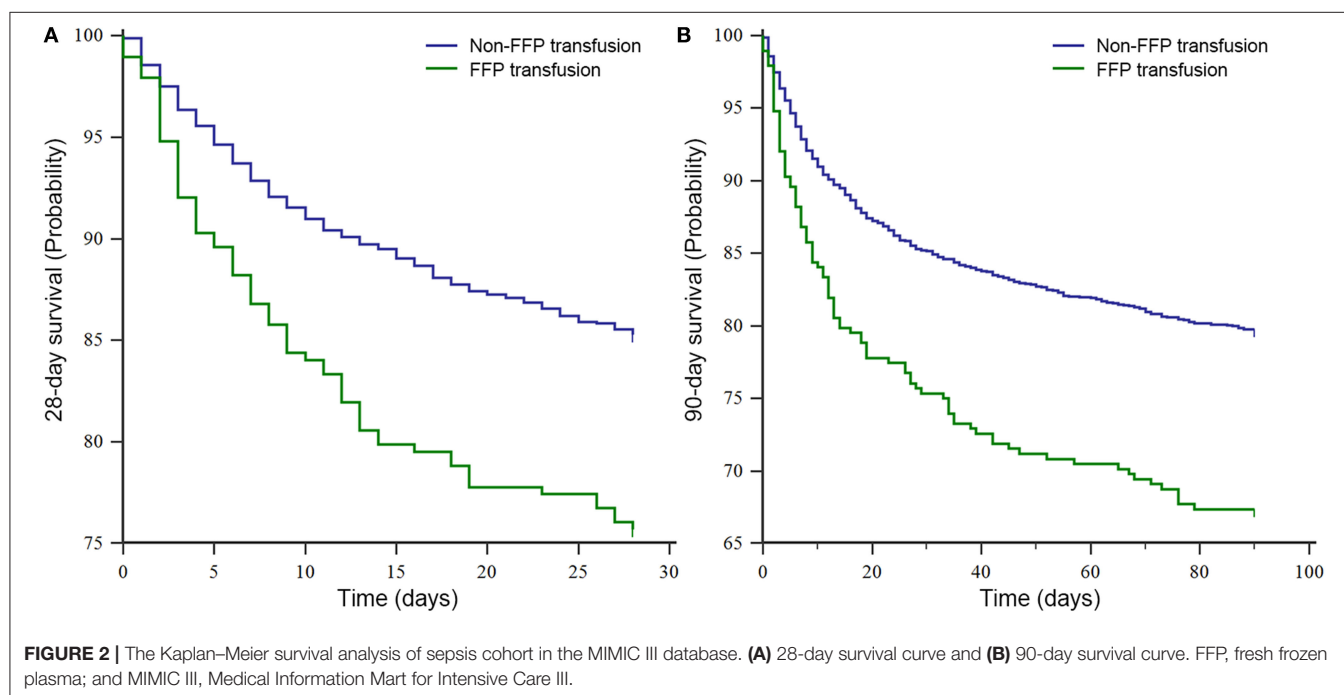 A
100
95
90
85
80
75
0 5 10 15 20 25 30
28-day survival (Probability)
Time (days)
Non-FFP transfusion
FFP transfusion
B
100
95
90
85
80
75
70
65
0 20 40 60 80 100
90-day survival (Probability)
Time (days)
Non-FFP transfusion
FFP transfusion
FIGURE 2 | The Kaplan–Meier survival analysis of sepsis cohort in the MIMIC III database. (A) 28-day survival curve and (B) 90-day survival curve. FFP, fresh frozen
plasma; and MIMIC III, Medical Information Mart for Intensive Care III.